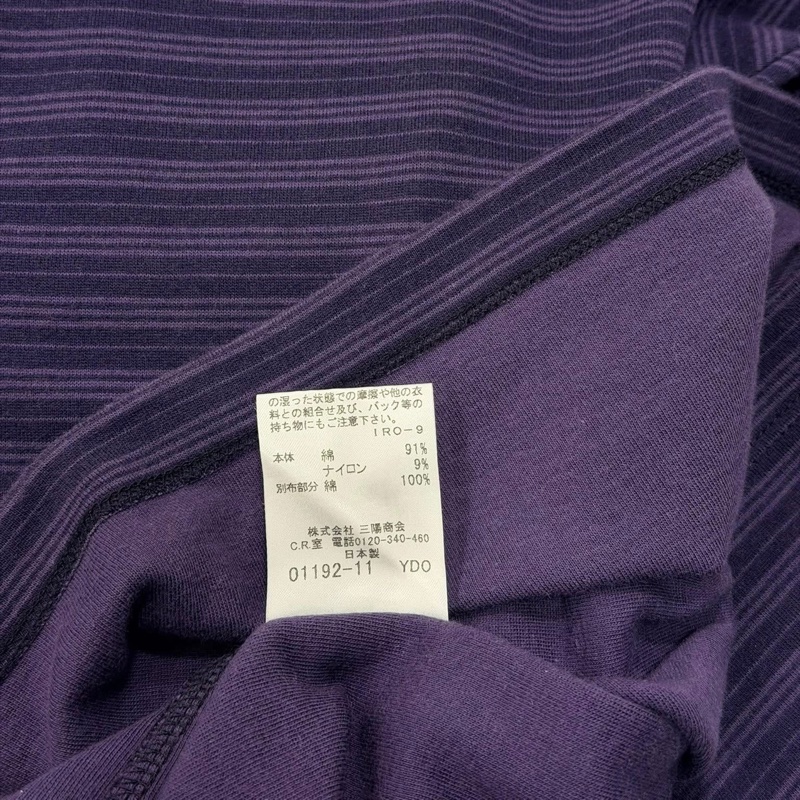 の湿った状態での摩擦や他の衣
料との組合せ及び、バック等の
持ち物にもご注意下さい。
IRO-9
本体 綿 91%
ナイロン 9%
別布部分 綿 100%
株式会社 三陽商会
C.R.室 電話0120-340-460
日本製
01192-11 YDO